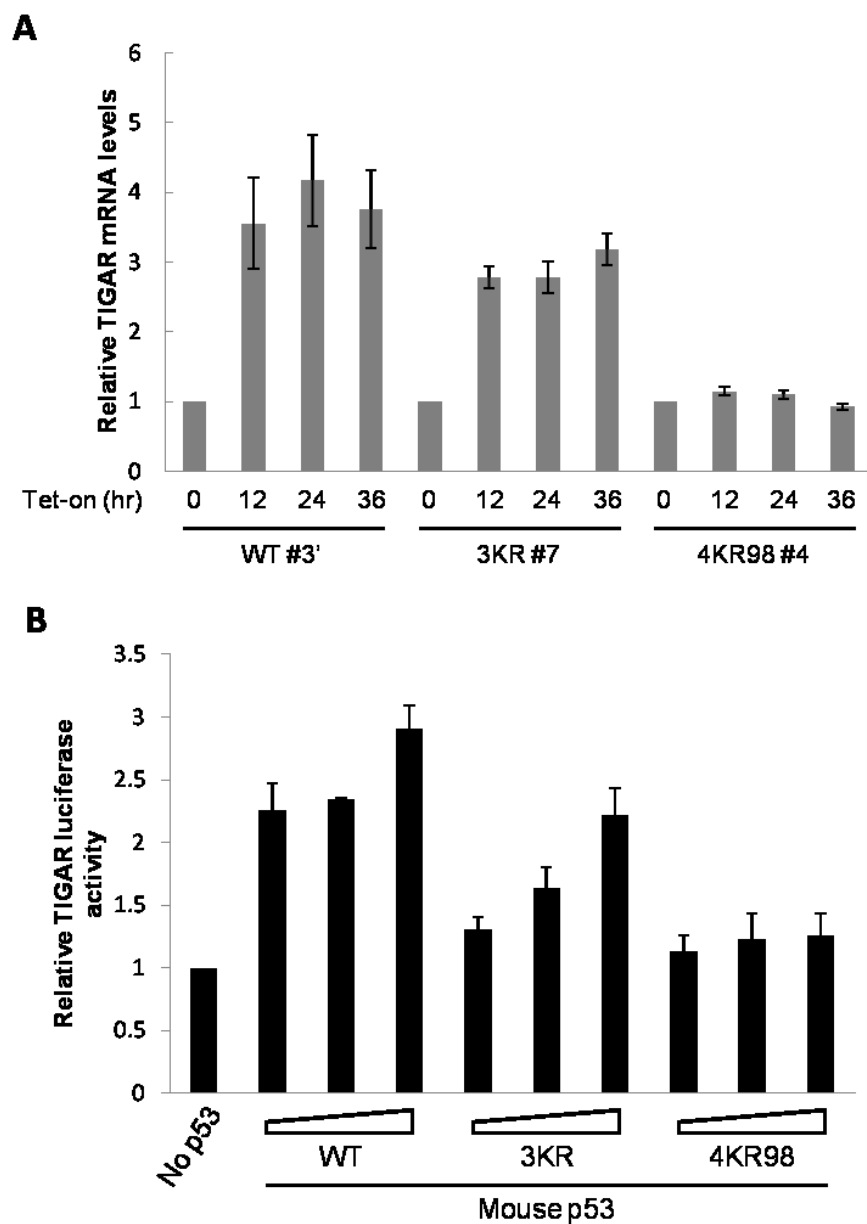 A
Relative TIGAR mRNA levels
6
5
4
3
2
1
0
Tet-on (hr) 0 12 24 36 0 12 24 36 0 12 24 36
WT #3' 3KR #7 4KR98 #4
B
Relative TIGAR luciferase
activity
3.5
3
2.5
2
1.5
1
0.5
0
No p53
WT 3KR 4KR98
Mouse p53